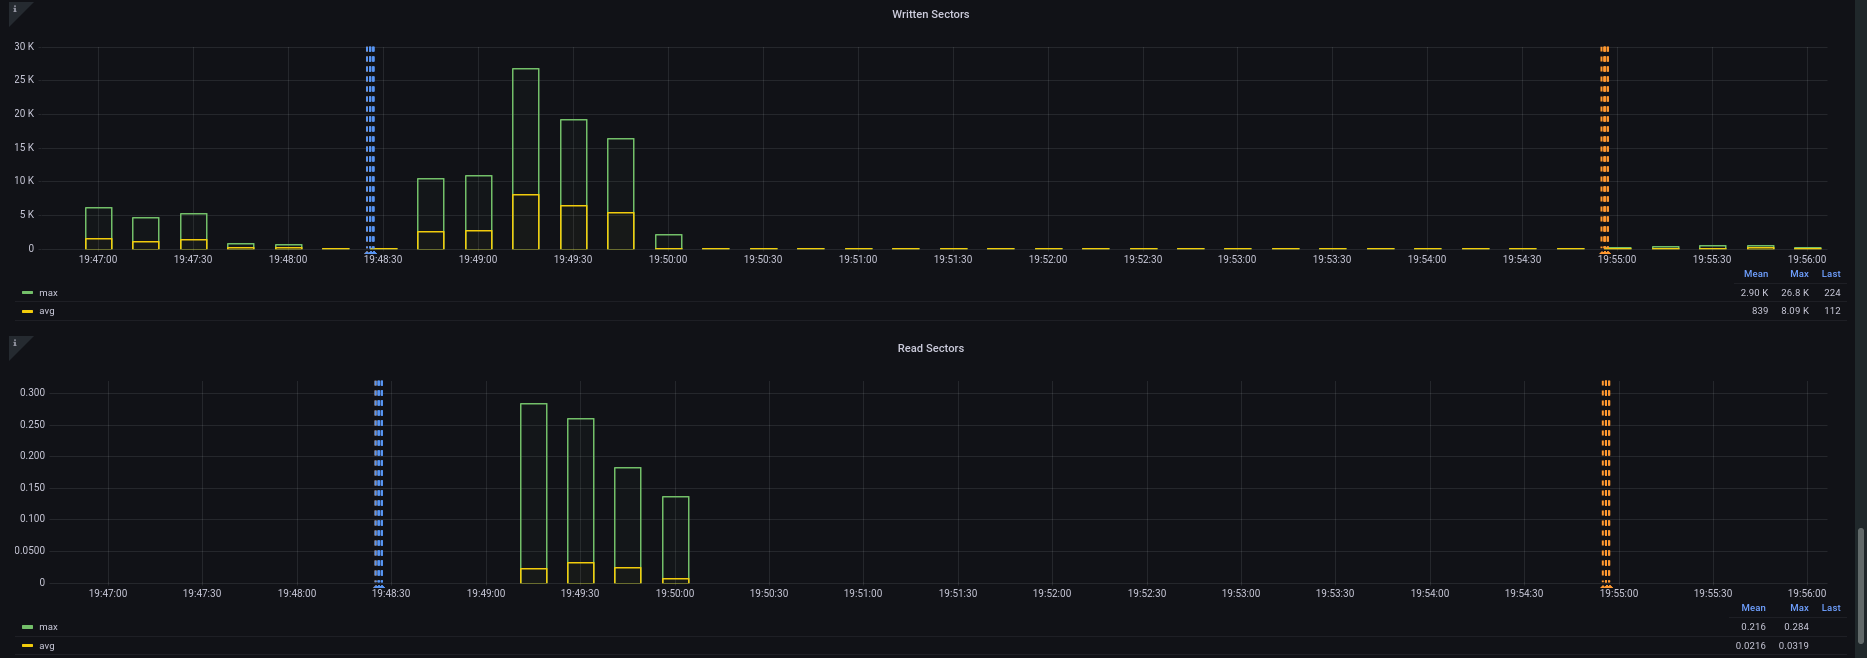 i
Written Sectors
30 K
25 K
20 K
15 K
10 K
5 K
0
19:47:00 19:47:30 19:48:00 19:48:30 19:49:00 19:49:30 19:50:00 19:50:30 19:51:00 19:51:30 19:52:00 19:52:30 19:53:00 19:53:30 19:54:00 19:54:30 19:55:00 19:55:30 19:56:00
Mean Max Last
max 2.90 K 26.8 K 224
avg 839 8.09 K 112
i
Read Sectors
0.300
0.250
0.200
0.150
0.100
0.0500
0
19:47:00 19:47:30 19:48:00 19:48:30 19:49:00 19:49:30 19:50:00 19:50:30 19:51:00 19:51:30 19:52:00 19:52:30 19:53:00 19:53:30 19:54:00 19:54:30 19:55:00 19:55:30 19:56:00
Mean Max Last
max 0.216 0.284
avg 0.0216 0.0319